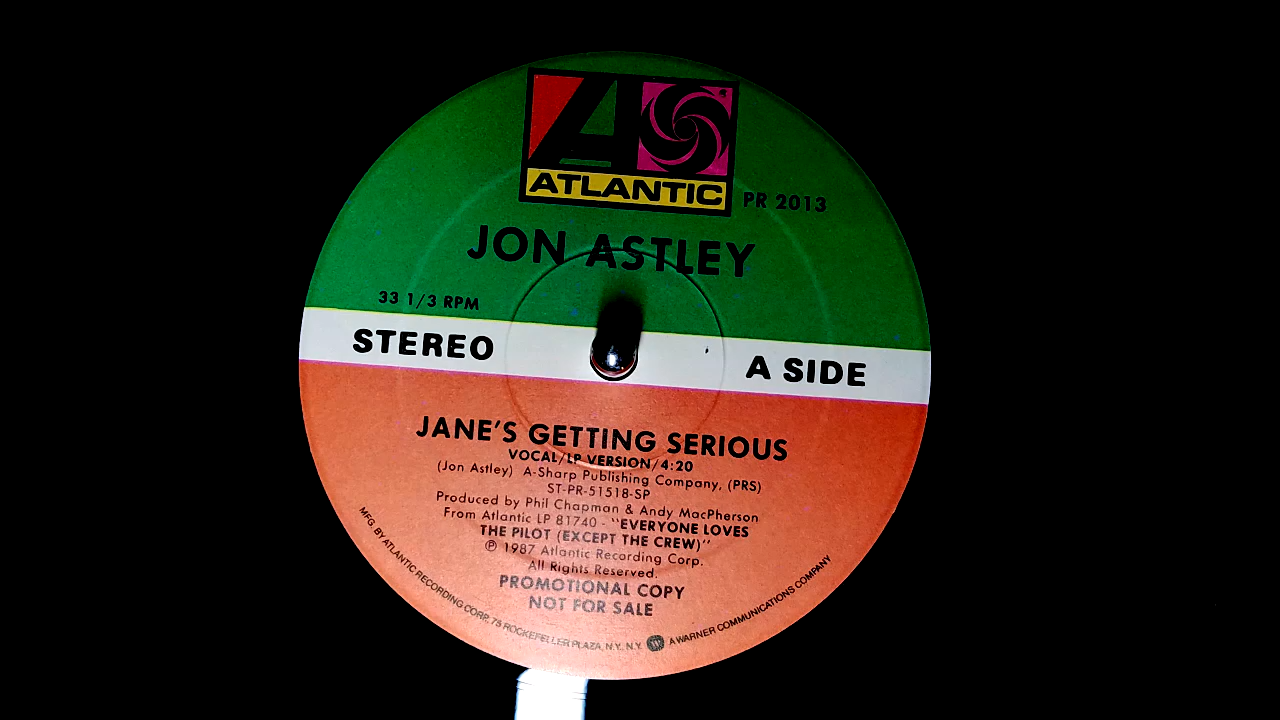 ATLANTIC
PR 2013
JON ASTLEY
33 1/3 RPM
STEREO
A SIDE
JANE'S GETTING SERIOUS
VOCAL/LP VERSION/4:20
(Jon Astley) A-Sharp Publishing Company, (PRS)
ST-PR-51518-SP
Produced by Phil Chapman & Andy MacPherson
From Atlantic LP 81740 - "EVERYONE LOVES
THE PILOT (EXCEPT THE CREW)"
℗ 1987 Atlantic Recording Corp.
All Rights Reserved.
PROMOTIONAL COPY
NOT FOR SALE
MFG. BY ATLANTIC RECORDING CORP. 75 ROCKEFELLER PLAZA, N.Y. N.Y. A WARNER COMMUNICATIONS COMPANY